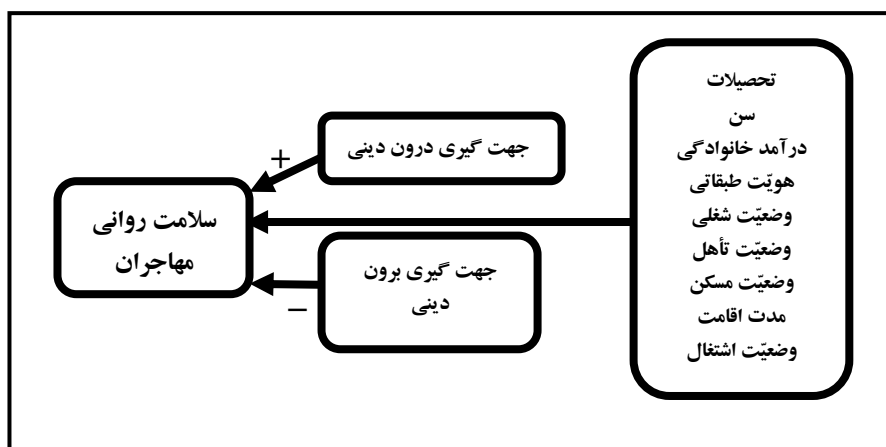 تحصیلات
سن
درآمد خانوادگی
هویّت طبقاتی
وضعیّت شغلی
وضعیّت تأهل
وضعیّت مسکن
مدت اقامت
وضعیّت اشتغال
جهت گیری درون دینی
+
جهت گیری برون
دینی
−
سلامت روانی
مهاجران